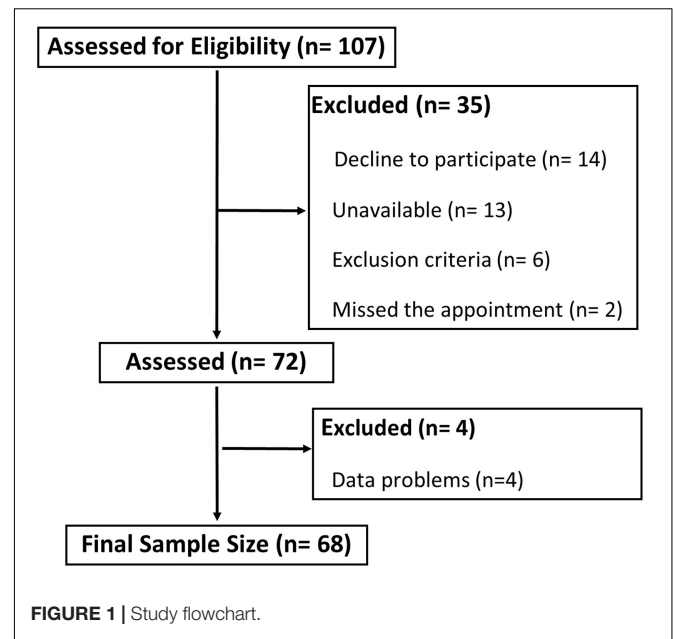 Assessed for Eligibility (n= 107)
Excluded (n= 35)
Decline to participate (n= 14)
Unavailable (n= 13)
Exclusion criteria (n= 6)
Missed the appointment (n= 2)
Assessed (n= 72)
Excluded (n= 4)
Data problems (n=4)
Final Sample Size (n= 68)
FIGURE 1 | Study flowchart.